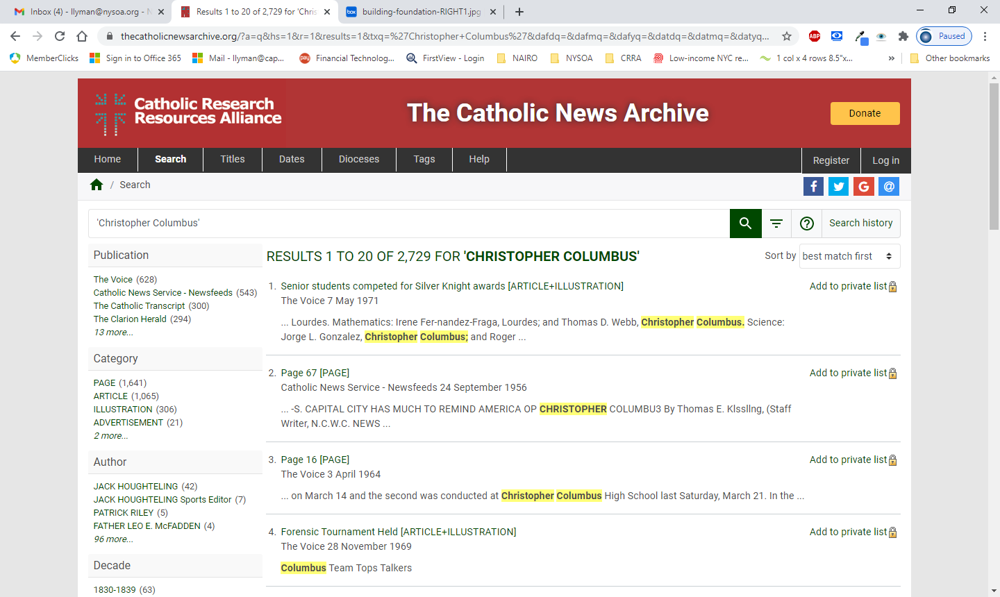 Inbox (4) - llyman@nysoa.org - N
Results 1 to 20 of 2,729 for 'Chris
box
building-foundation-RIGHT1.jpg
thecatholicnewsarchive.org/?a=q&hs=1&r=1&results=1&txq=%27Christopher+Columbus%27&dafdq=&dafmq=&dafyq=&datdq=&datmq=&datyq...
ABP
Paused
MemberClicks
Sign in to Office 365
Mail - llyman@cap...
Financial Technolog...
FirstView - Login
NAIRO
NYSOA
CRRA
Low-income NYC re...
1 col x 4 rows 8.5"x...
»
Other bookmarks
Catholic Research
Resources Alliance
The Catholic News Archive
Donate
Home
Search
Titles
Dates
Dioceses
Tags
Help
Register
Log in
/ Search
'Christopher Columbus'
Search history
Publication
The Voice (628)
Catholic News Service - Newsfeeds (543)
The Catholic Transcript (300)
The Clarion Herald (294)
13 more...
Category
PAGE (1,641)
ARTICLE (1,065)
ILLUSTRATION (306)
ADVERTISEMENT (21)
2 more...
Author
JACK HOUGHTELING (42)
JACK HOUGHTELING Sports Editor (7)
PATRICK RILEY (5)
FATHER LEO E. McFADDEN (4)
96 more...
Decade
1830-1839 (63)
RESULTS 1 TO 20 OF 2,729 FOR 'CHRISTOPHER COLUMBUS'
Sort by best match first
1. Senior students competed for Silver Knight awards [ARTICLE+ILLUSTRATION]
Add to private list
The Voice 7 May 1971
... Lourdes. Mathematics: Irene Fer-nandez-Fraga, Lourdes; and Thomas D. Webb, Christopher Columbus. Science:
Jorge L. Gonzalez, Christopher Columbus; and Roger ...
2. Page 67 [PAGE]
Add to private list
Catholic News Service - Newsfeeds 24 September 1956
... -S. CAPITAL CITY HAS MUCH TO REMIND AMERICA OP CHRISTOPHER COLUMBU3 By Thomas E. Klssllng, (Staff
Writer, N.C.W.C. NEWS ...
3. Page 16 [PAGE]
Add to private list
The Voice 3 April 1964
... on March 14 and the second was conducted at Christopher Columbus High School last Saturday, March 21. In the ...
4. Forensic Tournament Held [ARTICLE+ILLUSTRATION]
Add to private list
The Voice 28 November 1969
Columbus Team Tops Talkers